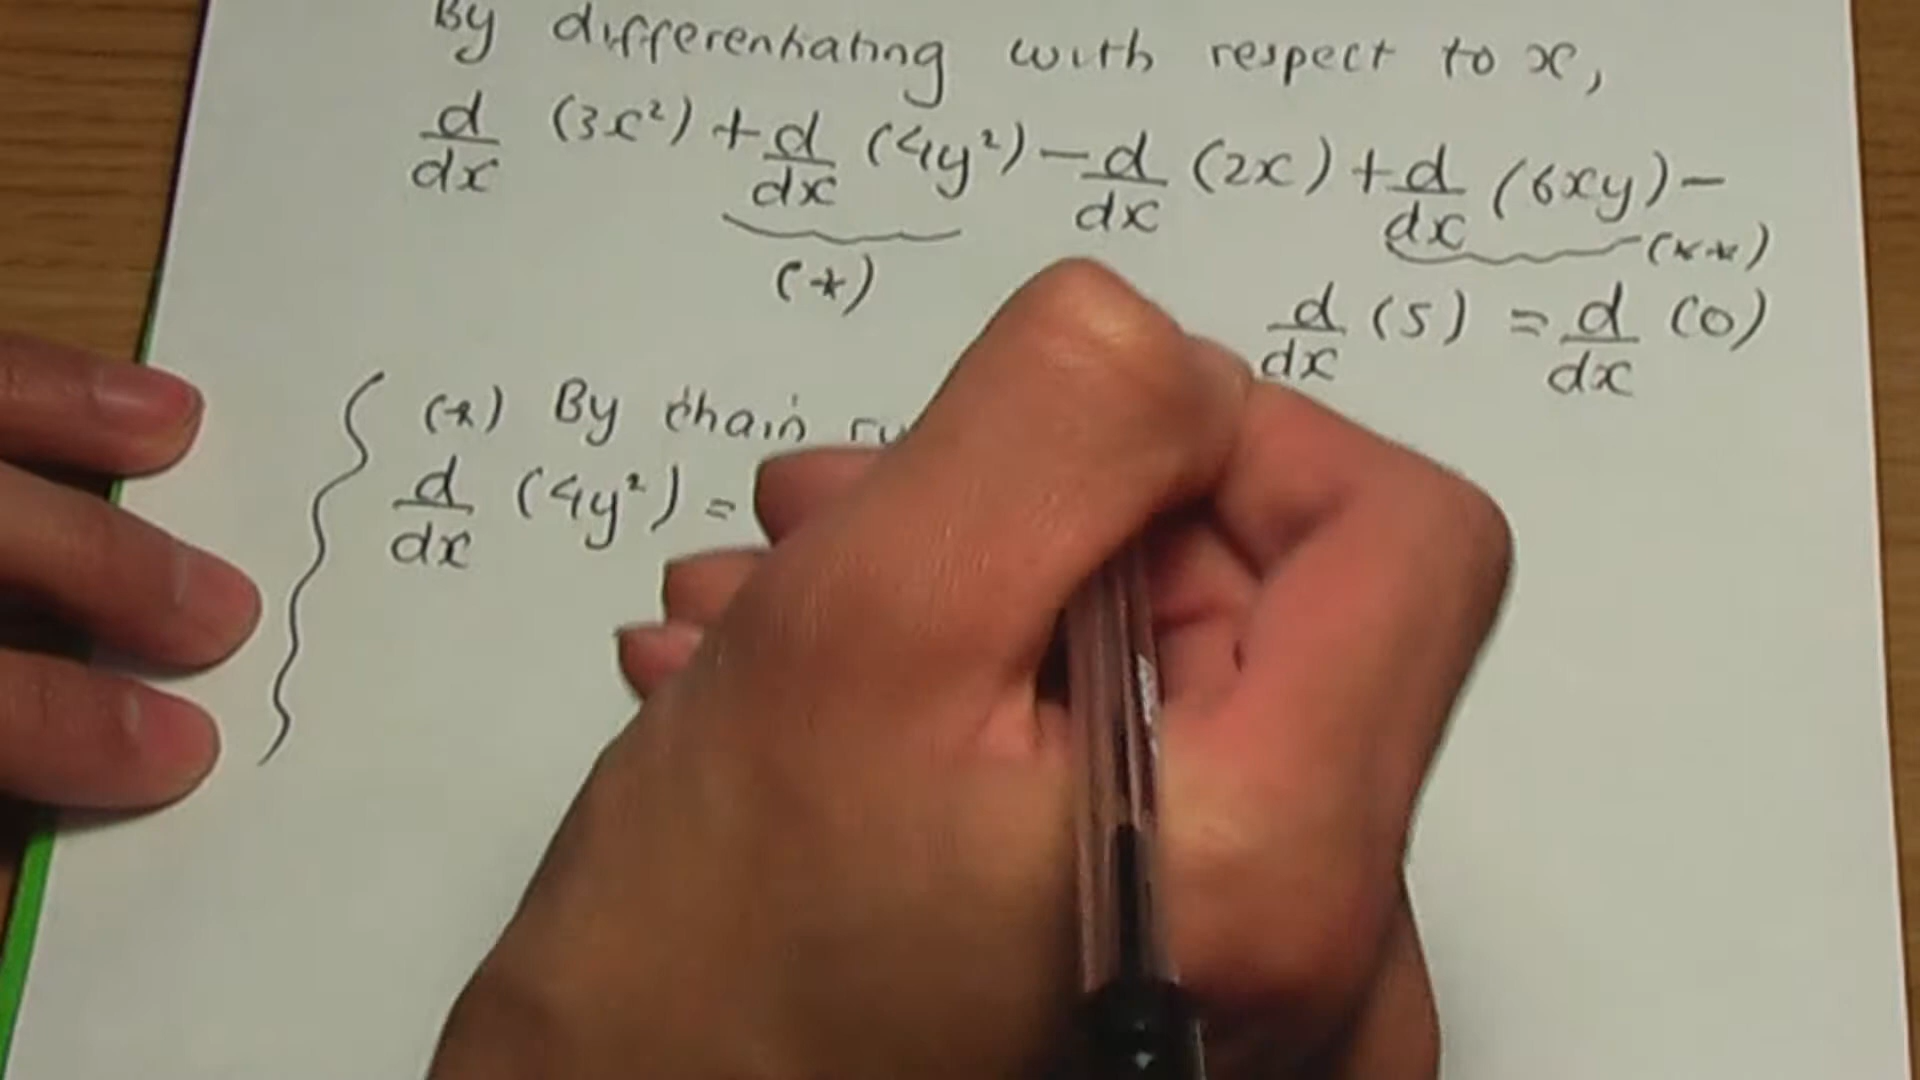 By differentiating with respect to x,
d/dx (3x²) + d/dx (4y²) - d/dx (2x) + d/dx (6xy) -
(*) (**)
d/dx (5) = d/dx (0)
(*) By chain
d/dx (4y²) =